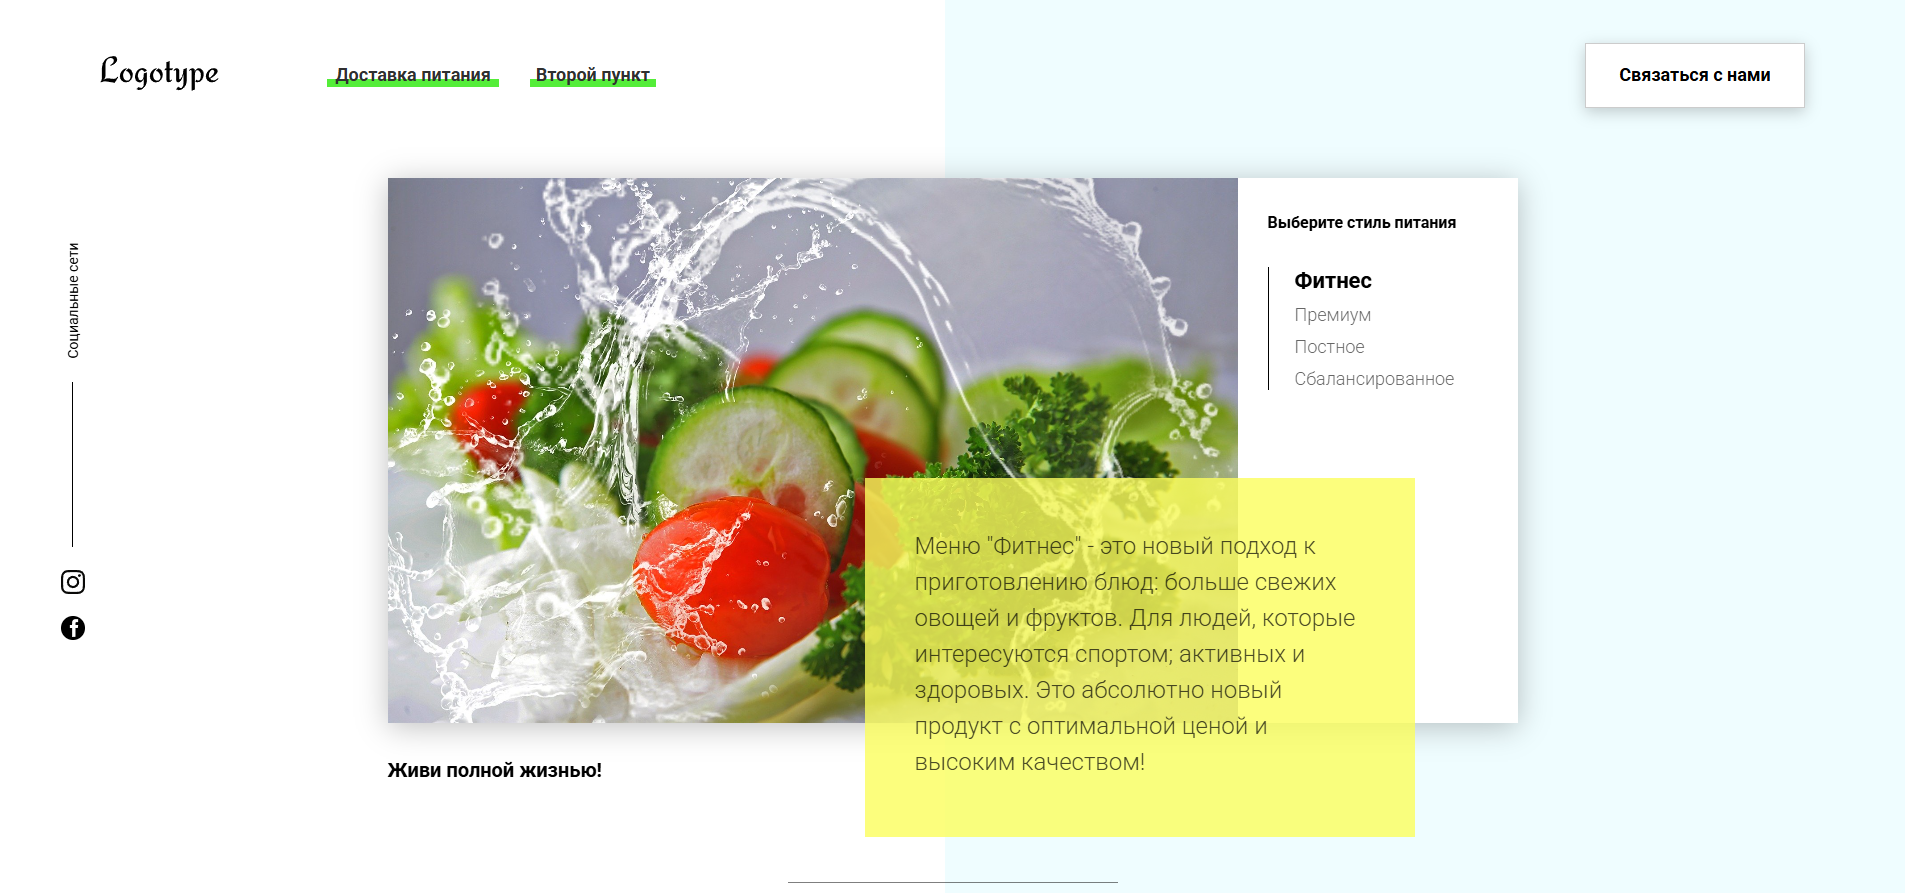 Logotype
Доставка питания
Второй пункт
Связаться с нами
Социальные сети
Выберите стиль питания
Фитнес
Премиум
Постное
Сбалансированное
Меню "Фитнес" - это новый подход к
приготовлению блюд: больше свежих
овощей и фруктов. Для людей, которые
интересуются спортом; активных и
здоровых. Это абсолютно новый
продукт с оптимальной ценой и
высоким качеством!
Живи полной жизнью!